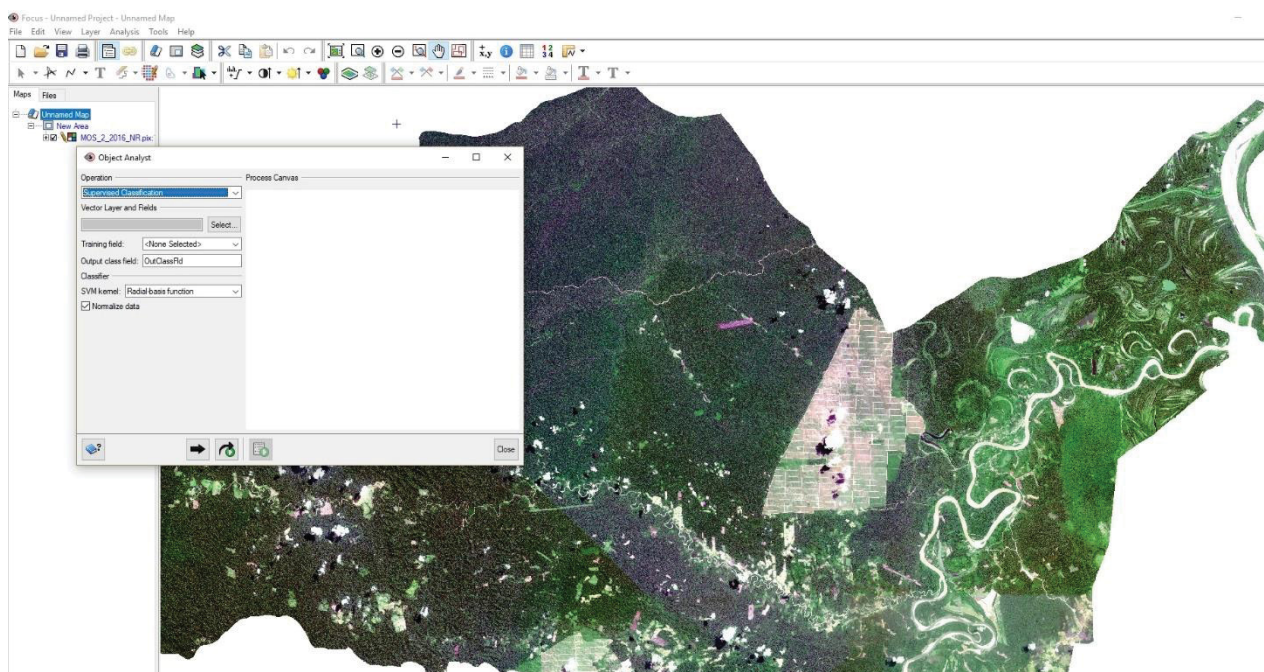 Focus - Unnamed Project - Unnamed Map
File Edit View Layer Analysis Tools Help
Maps Files
Unnamed Map
New Area
MOS_2_2016_NR.pix:
Object Analyst
Operation
Process Canvas
Supervised Classification
Vector Layer and Fields
Select...
Training field: <None Selected>
Output class field: OutClassFld
Classifier
SVM kernel: Radial-basis function
Normalize data
Close